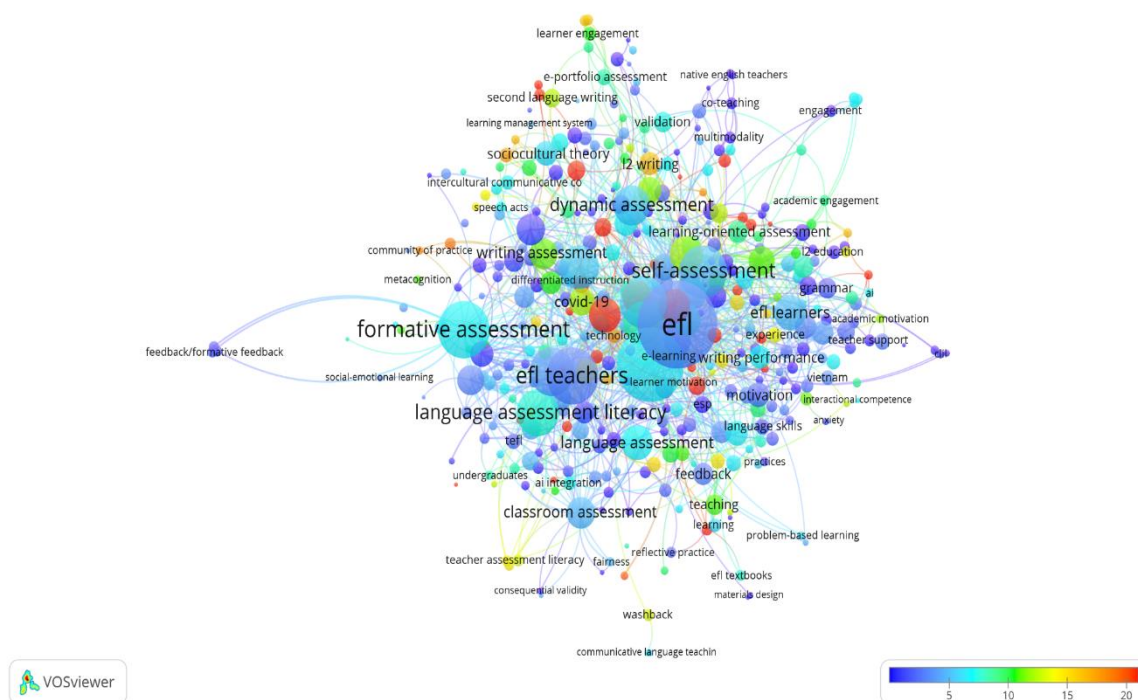 learner engagement
e-portfolio assessment
native english teachers
second language writing
co-teaching
engagement
learning management system
validation
multimodality
sociocultural theory
l2 writing
intercultural communicative co
speech acts
dynamic assessment
academic engagement
learning-oriented assessment
community of practice
writing assessment
l2 education
metacognition
differentiated instruction
self-assessment
grammar
ai
covid-19
efl learners
academic motivation
formative assessment
technology
efl
experience
teacher support
feedback/formative feedback
e-learning
writing performance
clil
social-emotional learning
efl teachers
learner motivation
vietnam
motivation
interactional competence
language assessment literacy
esp
anxiety
tefl
language assessment
language skills
practices
undergraduates
ai integration
feedback
classroom assessment
teaching
learning
problem-based learning
teacher assessment literacy
fairness
reflective practice
efl textbooks
consequential validity
materials design
washback
communicative language teachin
VOSviewer
5 10 15 20